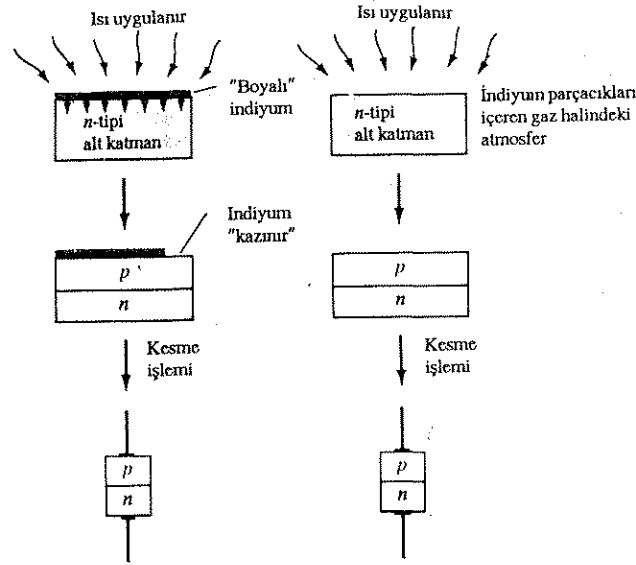 Isı uygulanır
"Boyalı"
indiyum
n-tipi
alt katman
Indiyum
"kazınır"
p
n
Kesme
işlemi
p
n
Isı uygulanır
n-tipi
alt katman
İndiyum parçacıkları
içeren gaz halindeki
atmosfer
p
n
Kesme
işlemi
p
n